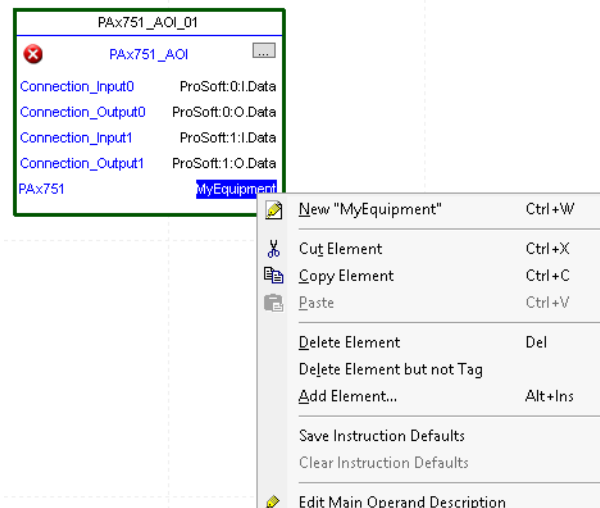 PAx751_AOI_01
PAx751_AOI ...
Connection_Input0 ProSoft:0:I.Data
Connection_Output0 ProSoft:0:O.Data
Connection_Input1 ProSoft:1:I.Data
Connection_Output1 ProSoft:1:O.Data
PAx751 MyEquipment
New "MyEquipment" Ctrl+W
Cut Element Ctrl+X
Copy Element Ctrl+C
Paste Ctrl+V
Delete Element Del
Delete Element but not Tag
Add Element... Alt+Ins
Save Instruction Defaults
Clear Instruction Defaults
Edit Main Operand Description